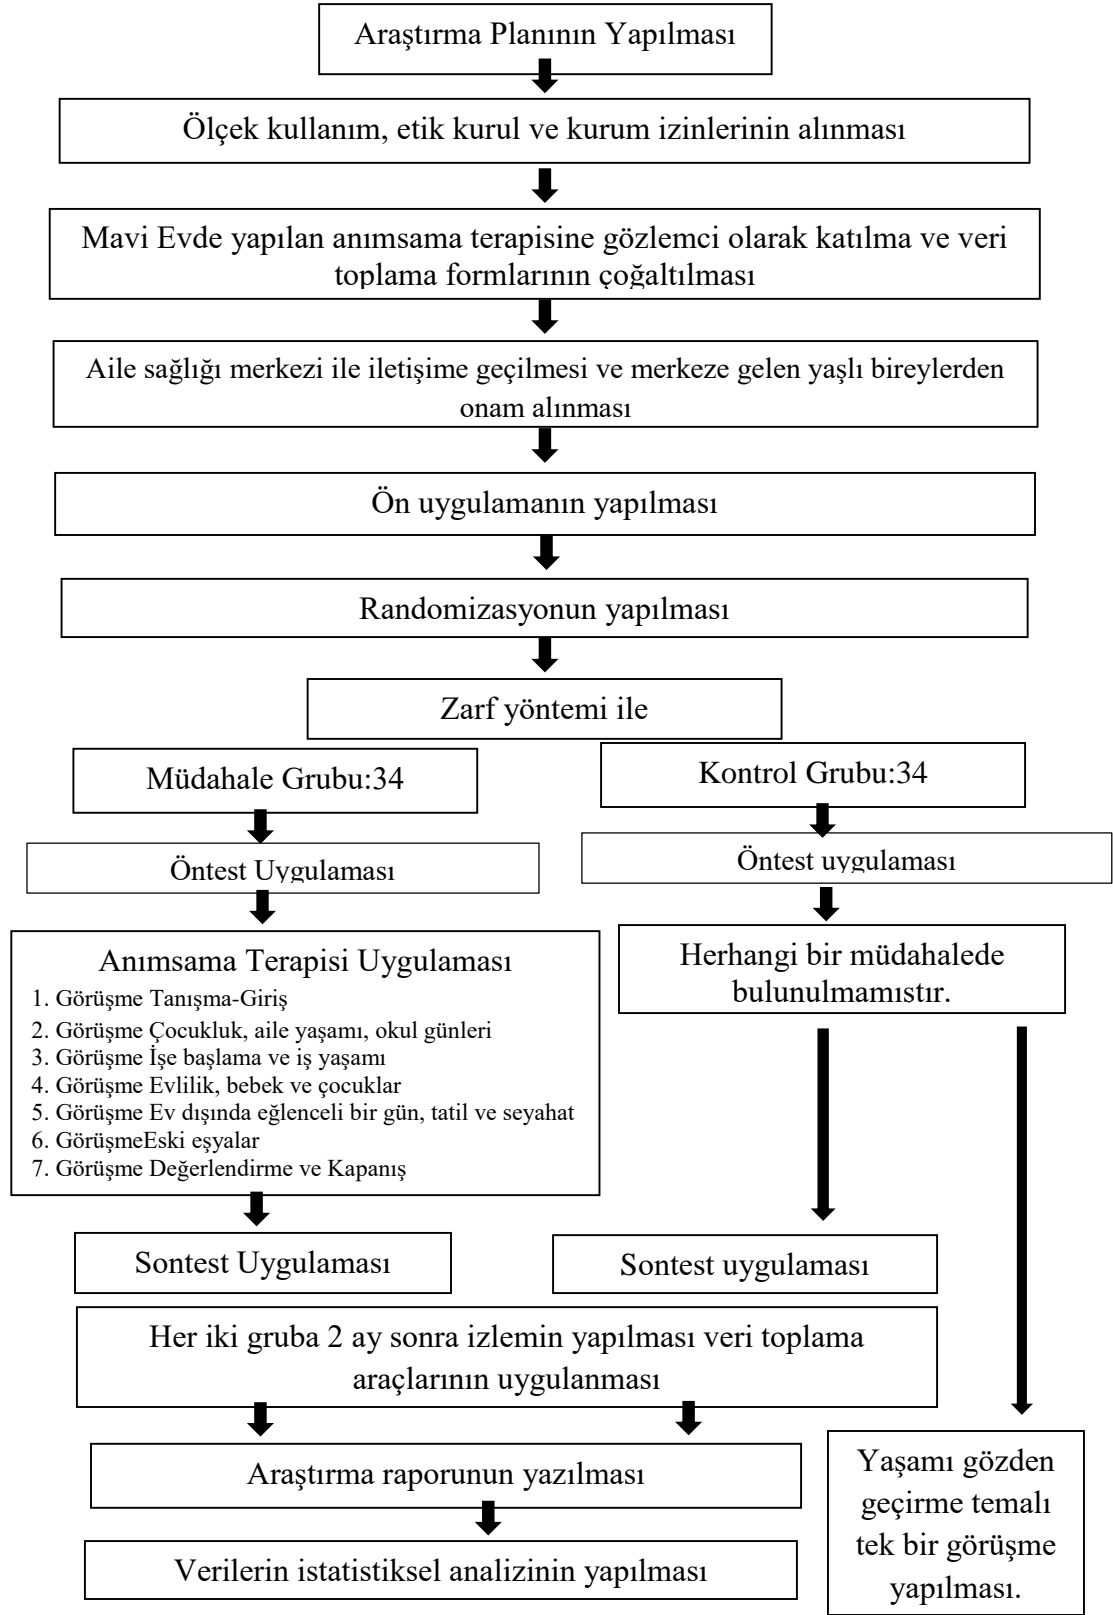 Araştırma Planının Yapılması
Ölçek kullanım, etik kurul ve kurum izinlerinin alınması
Mavi Evde yapılan anımsama terapisine gözlemci olarak katılma ve veri
toplama formlarının çoğaltılması
Aile sağlığı merkezi ile iletişime geçilmesi ve merkeze gelen yaşlı bireylerden
onam alınması
Ön uygulamanın yapılması
Randomizasyonun yapılması
Zarf yöntemi ile
Müdahale Grubu:34
Kontrol Grubu:34
Öntest Uygulaması
Öntest uygulaması
Anımsama Terapisi Uygulaması
1. Görüşme Tanışma-Giriş
2. Görüşme Çocukluk, aile yaşamı, okul günleri
3. Görüşme İşe başlama ve iş yaşamı
4. Görüşme Evlilik, bebek ve çocuklar
5. Görüşme Ev dışında eğlenceli bir gün, tatil ve seyahat
6. GörüşmeEski eşyalar
7. Görüşme Değerlendirme ve Kapanış
Herhangi bir müdahalede
bulunulmamıstır.
Sontest Uygulaması
Sontest uygulaması
Her iki gruba 2 ay sonra izlemin yapılması veri toplama
araçlarının uygulanması
Araştırma raporunun yazılması
Verilerin istatistiksel analizinin yapılması
Yaşamı gözden
geçirme temalı
tek bir görüşme
yapılması.